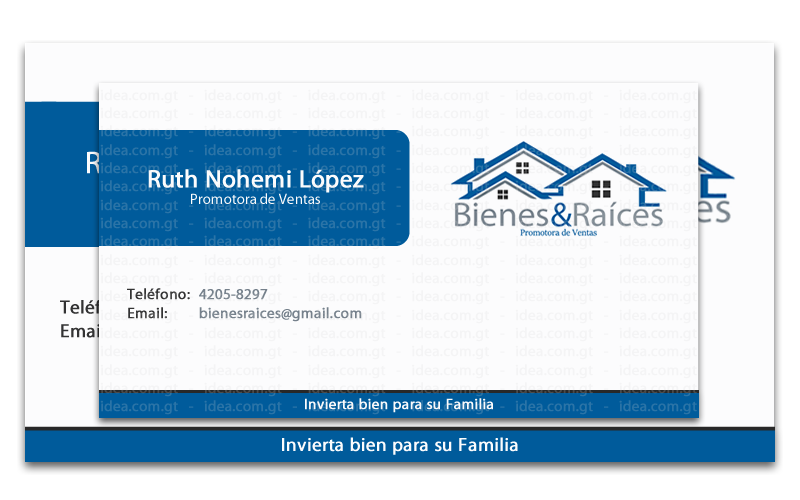 Ruth Nohemi López
Promotora de Ventas
Bienes&Raíces
Promotora de Ventas
Teléfono: 4205-8297
Email: bienesraices@gmail.com
Invierta bien para su Familia
Invierta bien para su Familia
idea.com.gt - idea.com.gt - idea.com.gt - idea.com.gt - idea.com.gt - idea.com.gt